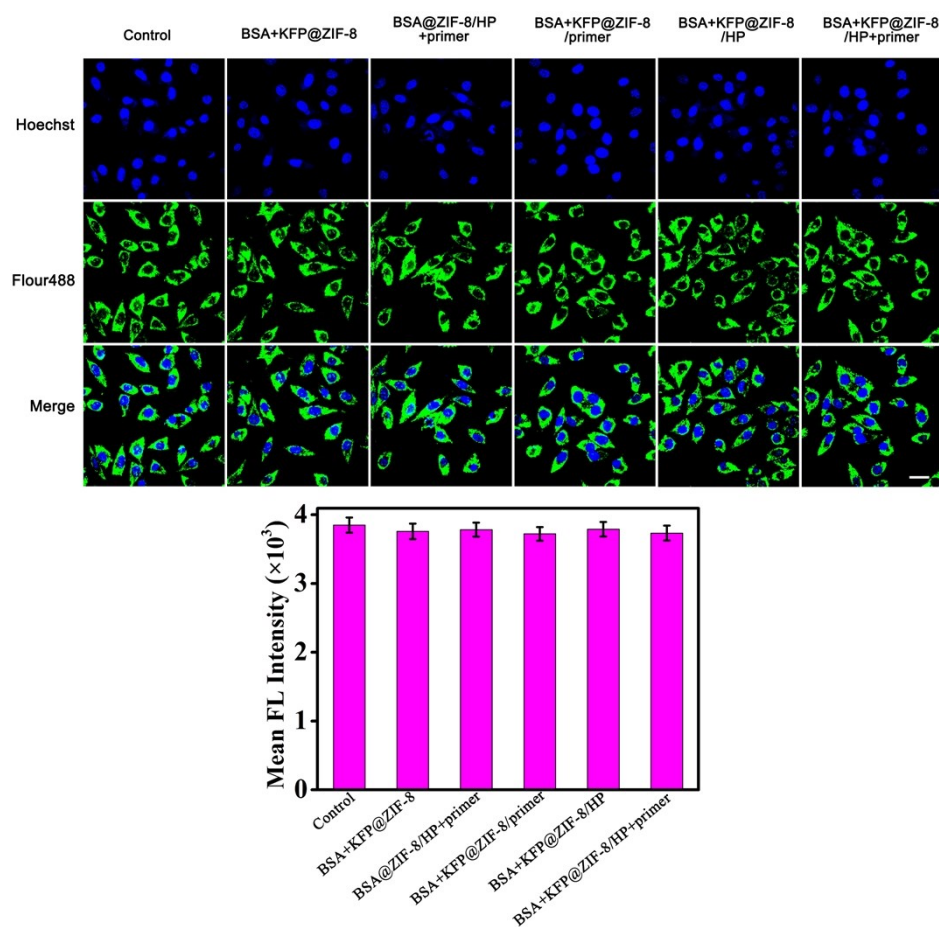 Control
BSA+KFP@ZIF-8
BSA@ZIF-8/HP
+primer
BSA+KFP@ZIF-8
/primer
BSA+KFP@ZIF-8
/HP
BSA+KFP@ZIF-8
/HP+primer
Hoechst
Flour488
Merge
Mean FL Intensity (×10³)
4
3
2
1
0
Control
BSA+KFP@ZIF-8
BSA@ZIF-8/HP+primer
BSA+KFP@ZIF-8/primer
BSA+KFP@ZIF-8/HP
BSA+KFP@ZIF-8/HP+primer